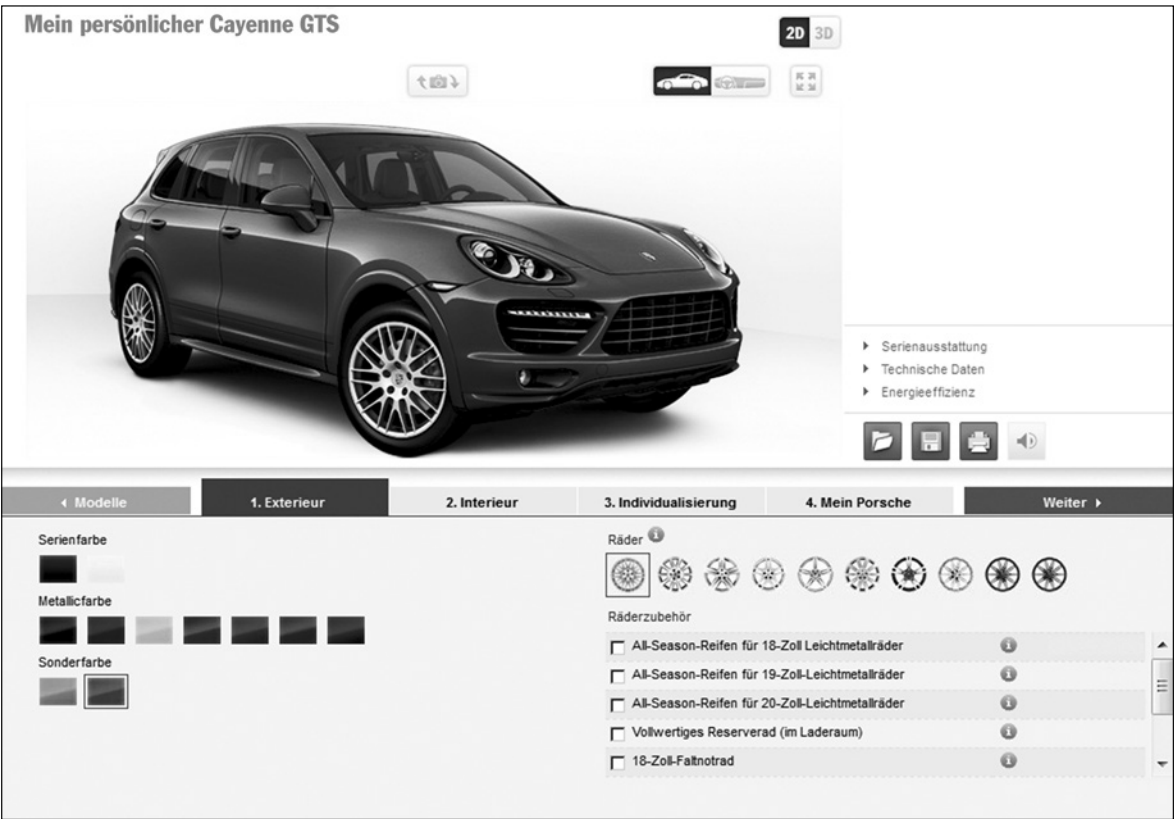 Mein persönlicher Cayenne GTS
2D 3D
Serienausstattung
Technische Daten
Energieeffizienz
Modelle
1. Exterieur
2. Interieur
3. Individualisierung
4. Mein Porsche
Weiter
Serienfarbe
Metallicfarbe
Sonderfarbe
Räder
Räderzubehör
All-Season-Reifen für 18-Zoll Leichtmetallräder
All-Season-Reifen für 19-Zoll-Leichtmetallräder
All-Season-Reifen für 20-Zoll-Leichtmetallräder
Vollwertiges Reserverad (im Laderaum)
18-Zoll-Faltnotrad